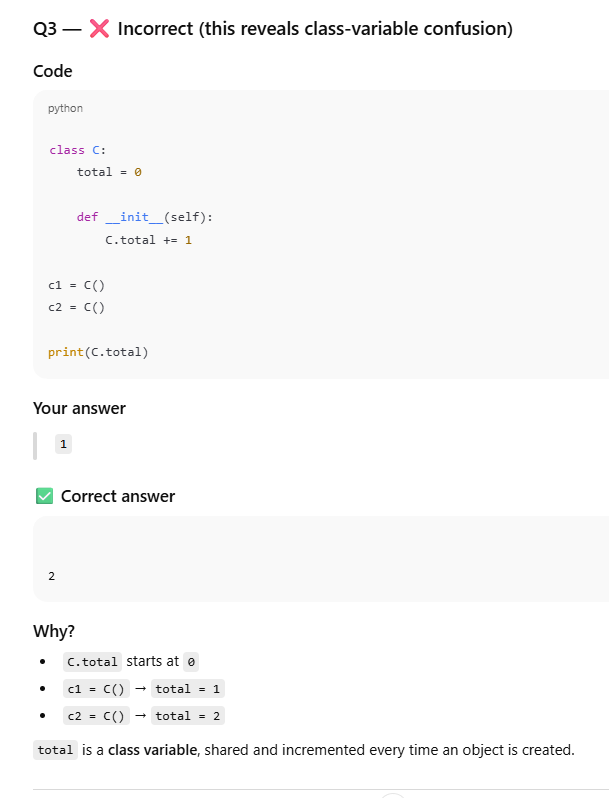 Q3 — ❌ Incorrect (this reveals class-variable confusion)
Code
python
class C:
    total = 0
    def __init__(self):
        C.total += 1
c1 = C()
c2 = C()
print(C.total)
Your answer
1
✅ Correct answer
2
Why?
• C.total starts at 0
• c1 = C() → total = 1
• c2 = C() → total = 2
total is a class variable, shared and incremented every time an object is created.